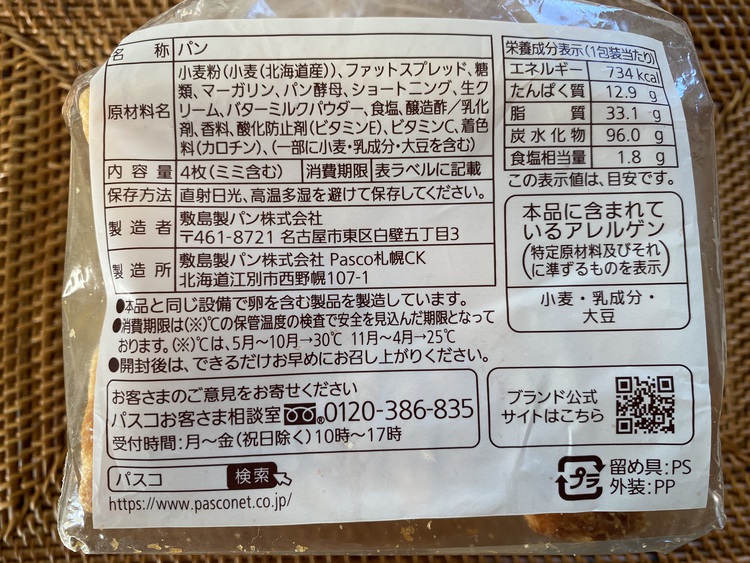 名称 パン
原材料名 小麦粉(小麦(北海道産))、ファットスプレッド、糖
類、マーガリン、パン酵母、ショートニング、生ク
リーム、バターミルクパウダー、食塩、醸造酢/乳化
剤、香料、酸化防止剤(ビタミンE)、ビタミンC、着色
料(カロチン)、(一部に小麦・乳成分・大豆を含む)
内容量 4枚(ミミ含む) 消費期限 表ラベルに記載
保存方法 直射日光、高温多湿を避けて保存してください。
製造者 敷島製パン株式会社
〒461-8721 名古屋市東区白壁五丁目3
製造所 敷島製パン株式会社 Pasco札幌CK
北海道江別市西野幌107-1
●本品と同じ設備で卵を含む製品を製造しています。
●消費期限は(※)℃の保管温度の検査で安全を見込んだ期限となって
おります。(※)℃は、5月〜10月→30℃ 11月〜4月→25℃
●開封後は、できるだけお早めにお召し上がりください。
お客さまのご意見をお寄せください
パスコお客さま相談室 0120-386-835
受付時間:月〜金(祝日除く)10時〜17時
パスコ 検索
https://www.pasconet.co.jp/
栄養成分表示(1包装当たり)
エネルギー 734 kcal
たんぱく質 12.9 g
脂質 33.1 g
炭水化物 96.0 g
食塩相当量 1.8 g
この表示値は、目安です。
本品に含まれて
いるアレルゲン
(特定原材料及びそれ
に準ずるものを表示)
小麦・乳成分・
大豆
ブランド公式
サイトはこちら
プラ
留め具:PS
外装:PP